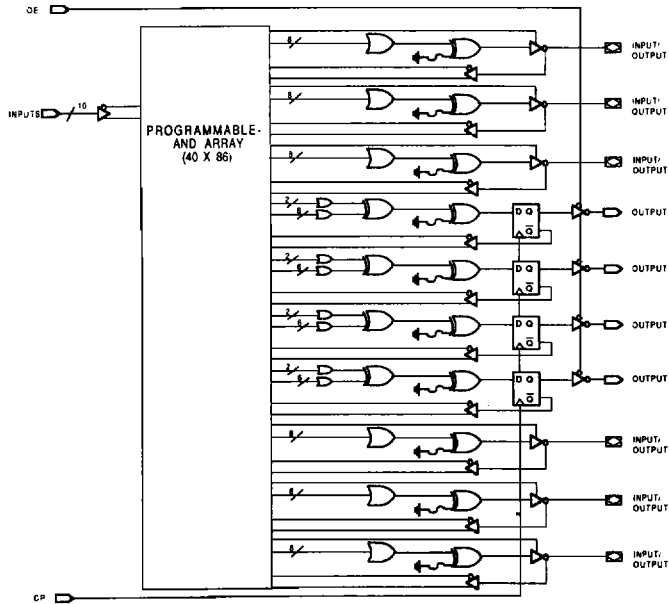 OE
INPUT/
OUTPUT
8
INPUTS
10
PROGRAMMABLE-
AND ARRAY
(40 X 86)
8
INPUT/
OUTPUT
8
INPUT/
OUTPUT
2
8
D Q
Q
OUTPUT
2
8
D Q
Q
OUTPUT
2
8
D Q
Q
OUTPUT
2
8
D Q
Q
OUTPUT
8
INPUT/
OUTPUT
8
INPUT/
OUTPUT
8
INPUT/
OUTPUT
CP